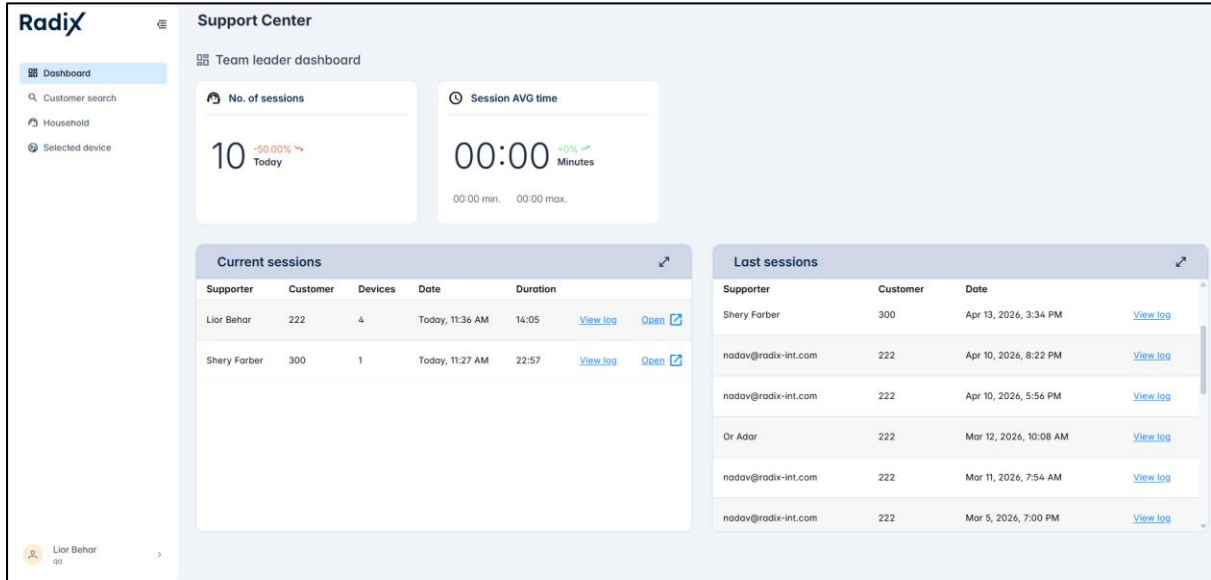 Radix
Support Center
Team leader dashboard
Dashboard
Customer search
Household
Selected device
No. of sessions
10 -50.00% Today
Session AVG time
00:00 +0% Minutes
00:00 min. 00:00 max.
Current sessions
Supporter Customer Devices Date Duration
Lior Behar 222 4 Today, 11:36 AM 14:05 View log Open
Shery Farber 300 1 Today, 11:27 AM 22:57 View log Open
Last sessions
Supporter Customer Date
Shery Farber 300 Apr 13, 2026, 3:34 PM View log
nadav@radix-int.com 222 Apr 10, 2026, 8:22 PM View log
nadav@radix-int.com 222 Apr 10, 2026, 5:56 PM View log
Or Adar 222 Mar 12, 2026, 10:08 AM View log
nadav@radix-int.com 222 Mar 11, 2026, 7:54 AM View log
nadav@radix-int.com 222 Mar 5, 2026, 7:00 PM View log
Lior Behar
qa